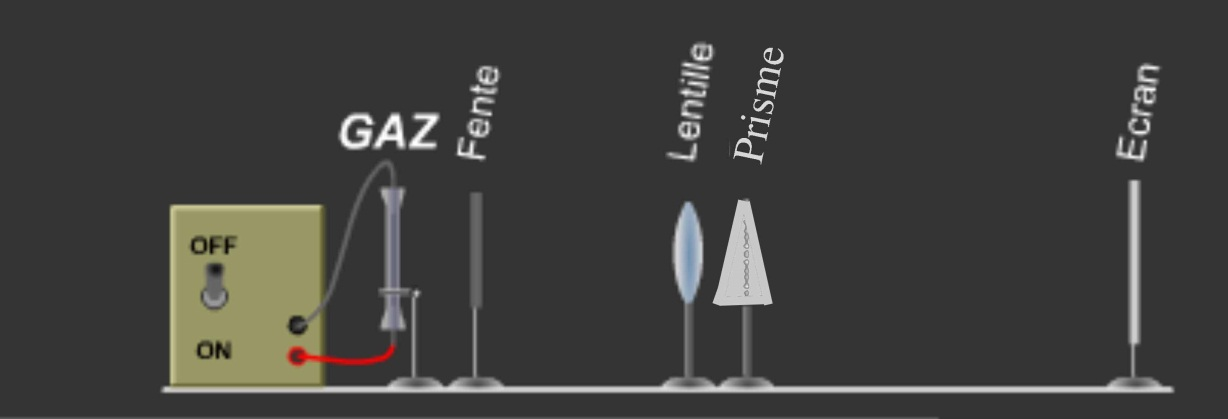 GAZ
Fente
Lentille
Prisme
Ecran
OFF
ON